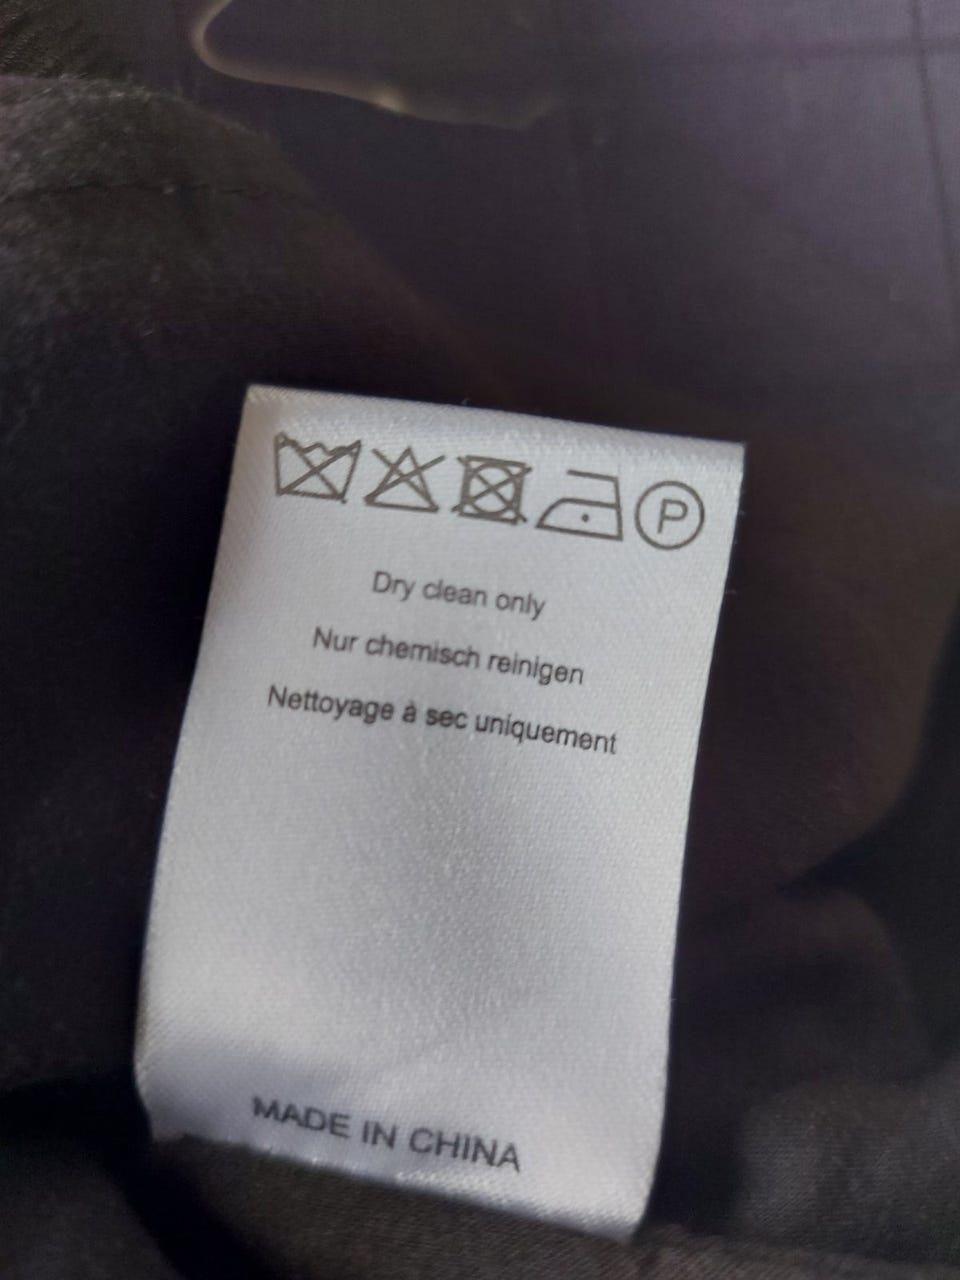 P
Dry clean only
Nur chemisch reinigen
Nettoyage à sec uniquement
MADE IN CHINA